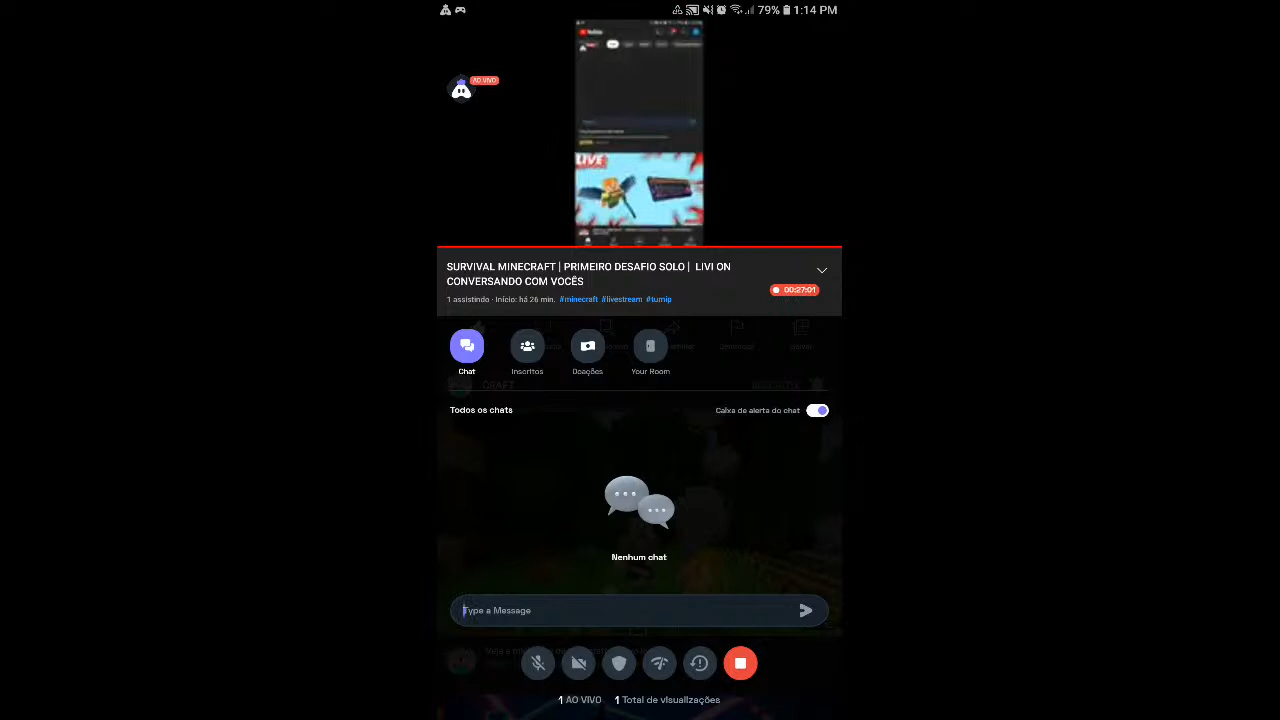 79% 1:14 PM
AO VIVO
YouTube
LIVE
SURVIVAL MINECRAFT | PRIMEIRO DESAFIO SOLO | LIVI ON
CONVERSANDO COM VOCÊS
00:27:01
1 assistindo · Início: há 26 min. #minecraft #livestream #turnip
Chat
Inscritos
Doações
Your Room
Todos os chats
Caixa de alerta do chat
Nenhum chat
Type a Message
1 AO VIVO 1 Total de visualizações